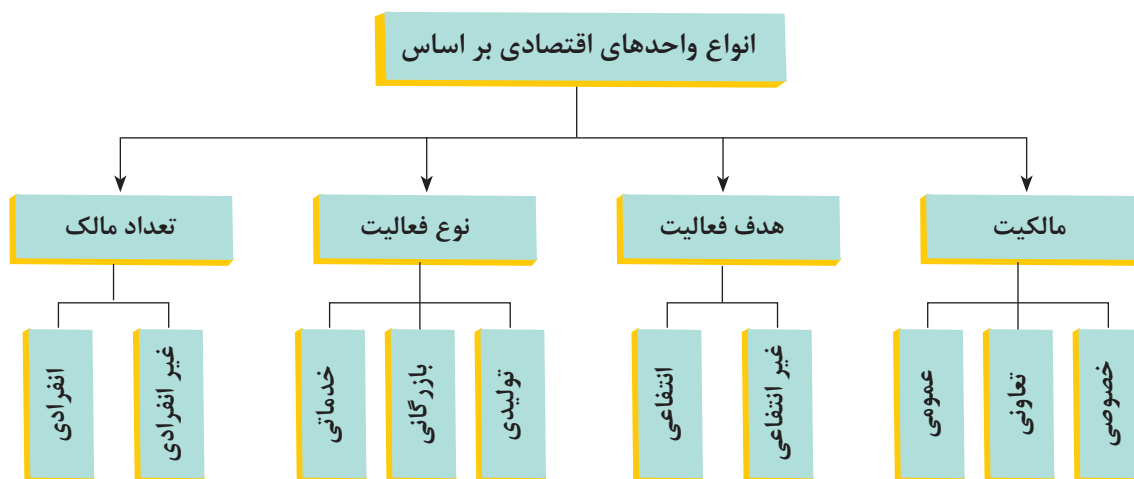 انواع واحدهای اقتصادی بر اساس
مالکیت
هدف فعالیت
نوع فعالیت
تعداد مالک
خصوصی
تعاونی
عمومی
غیر انتفاعی
انتفاعی
تولیدی
بازرگانی
خدماتی
غیر انفرادی
انفرادی